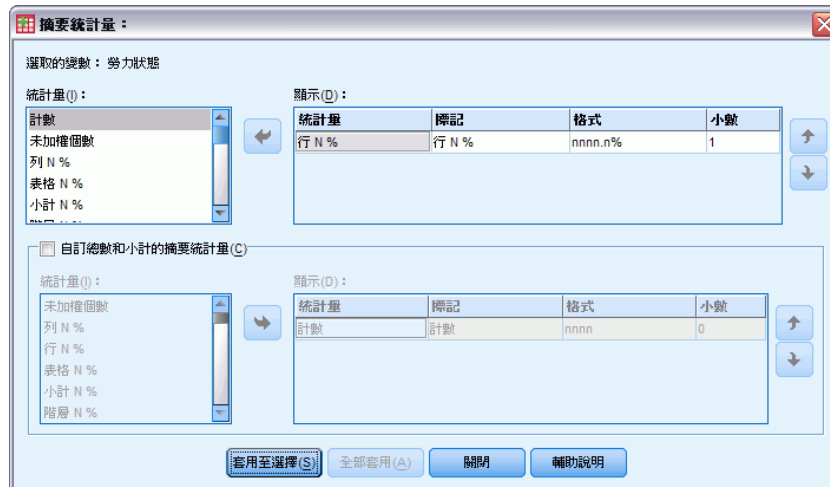 摘要統計量：
選取的變數： 勞力狀態
統計量(I)：
計數
未加權個數
列 N %
表格 N %
小計 N %
顯示(D)：
統計量 標記 格式 小數
行 N % 行 N % nnnn.n% 1
自訂總數和小計的摘要統計量(C)
統計量(I)：
未加權個數
列 N %
行 N %
表格 N %
小計 N %
階層 N %
顯示(D)：
統計量 標記 格式 小數
計數 計數 nnnn 0
套用至選擇(S) 全部套用(A) 關閉 輔助說明